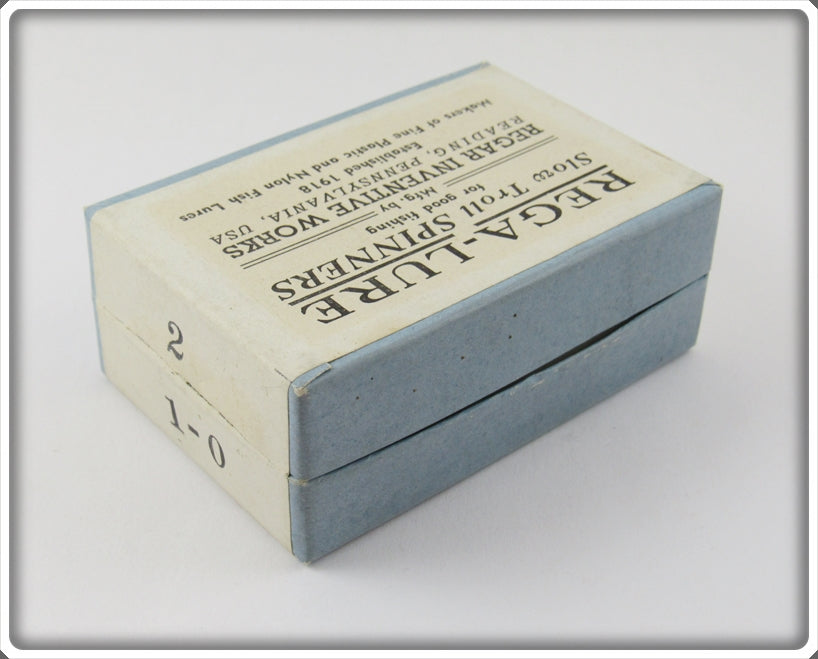 REGA-LURE
Slow Troll SPINNERS
for good fishing
Mfg. by
REGAR INVENTIVE WORKS
READING, PENNSYLVANIA, USA
Established 1918
Makers of Fine Plastic and Nylon Fish Lures
2
1-0